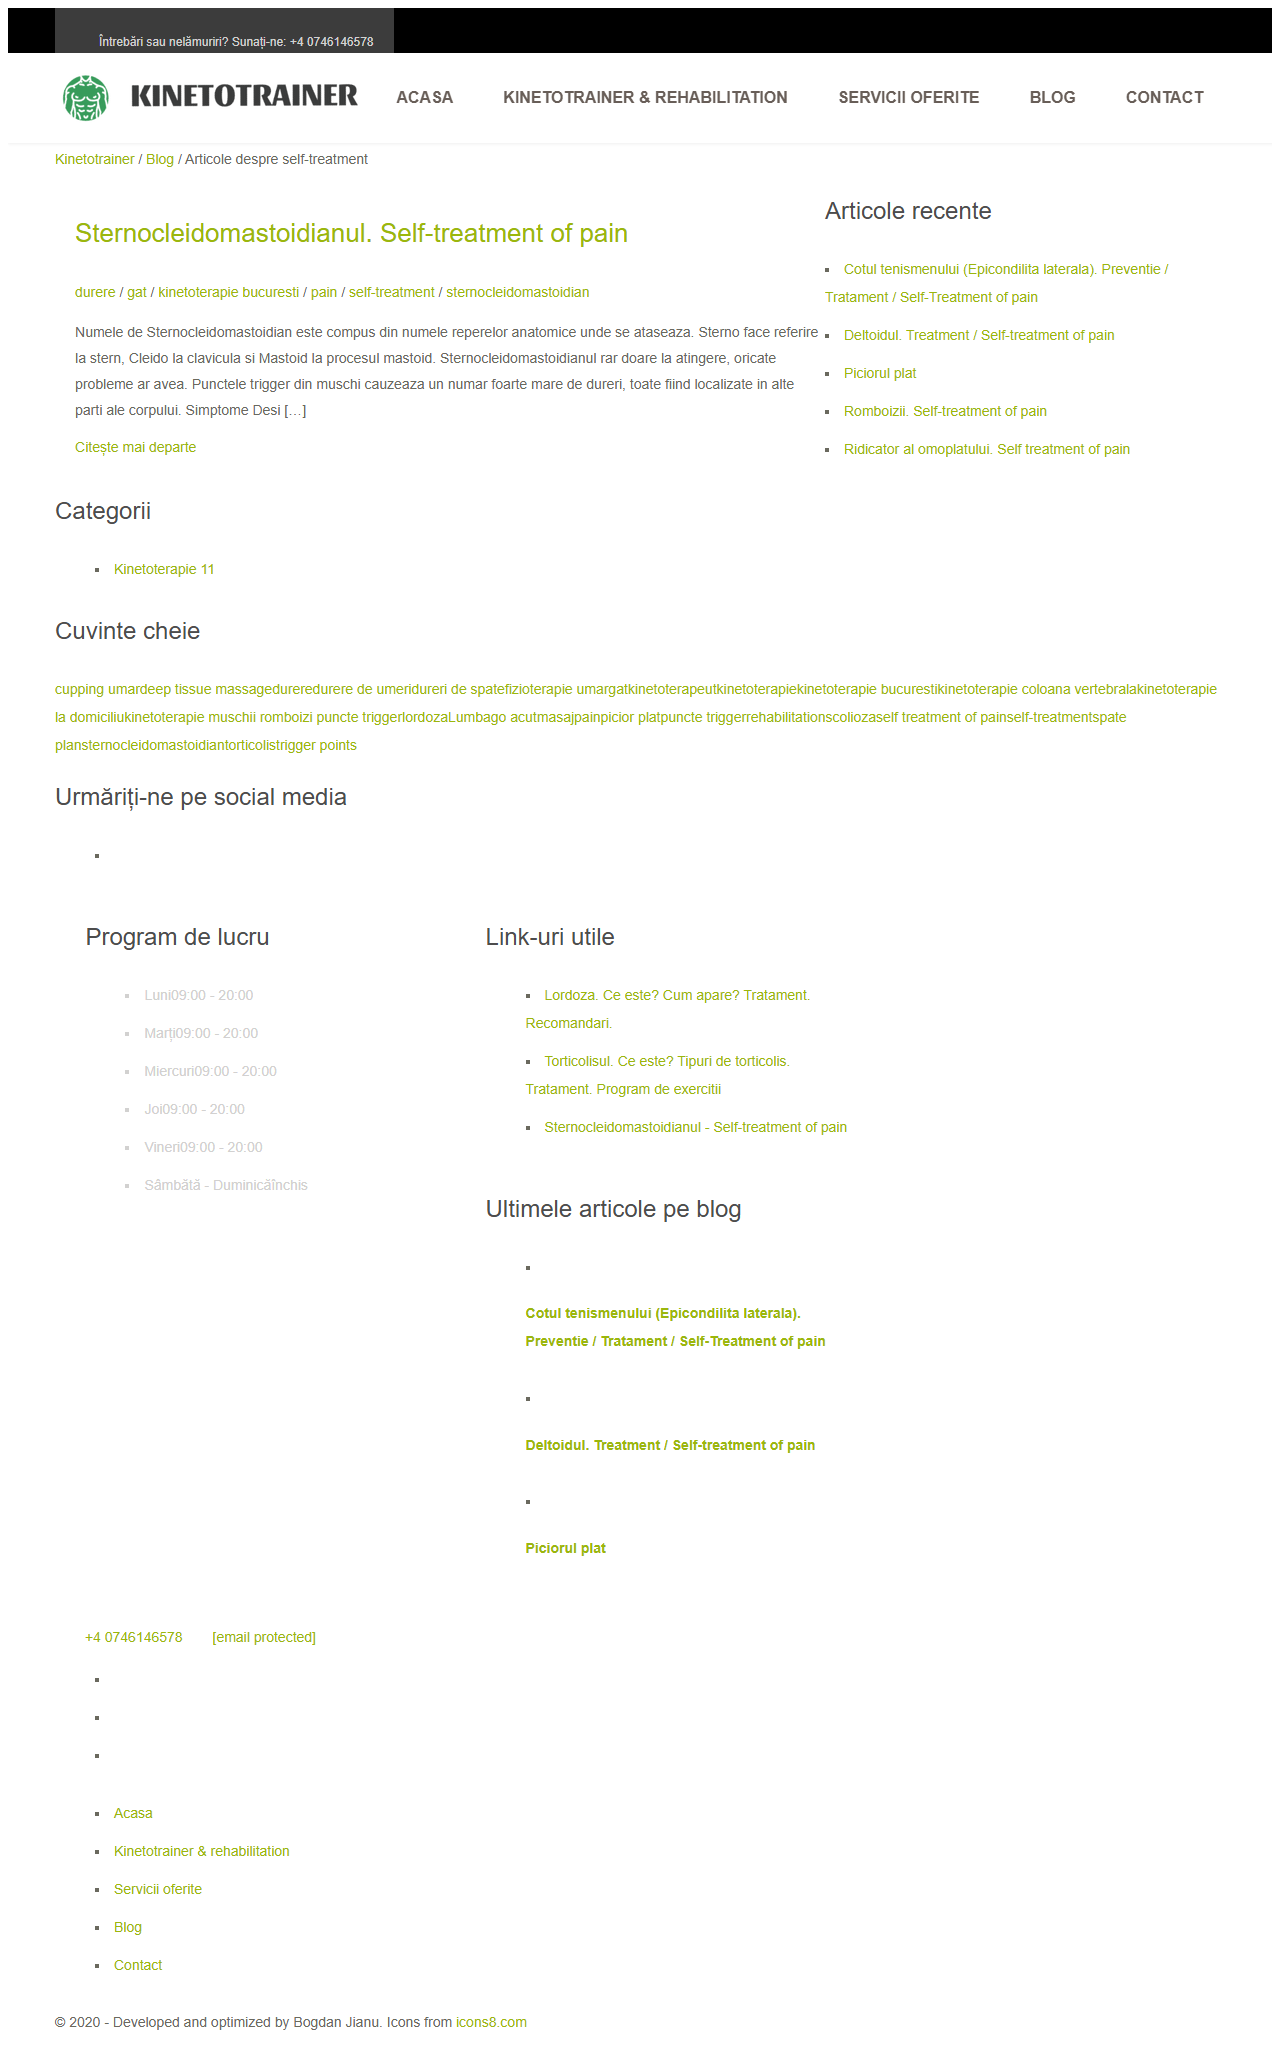 Întrebări sau nelămuriri? Sunați-ne: +4 0746146578
KINETOTRAINER
ACASA
KINETOTRAINER & REHABILITATION
SERVICII OFERITE
BLOG
CONTACT
Kinetotrainer / Blog / Articole despre self-treatment
Sternocleidomastoidianul. Self-treatment of pain
durere / gat / kinetoterapie bucuresti / pain / self-treatment / sternocleidomastoidian
Numele de Sternocleidomastoidian este compus din numele reperelor anatomice unde se ataseaza. Sterno face referire
la stern, Cleido la clavicula si Mastoid la procesul mastoid. Sternocleidomastoidianul rar doare la atingere, oricate
probleme ar avea. Punctele trigger din muschi cauzeaza un numar foarte mare de dureri, toate fiind localizate in alte
parti ale corpului. Simptome Desi […]
Citește mai departe
Articole recente
Cotul tenismenului (Epicondilita laterala). Preventie /
Tratament / Self-Treatment of pain
Deltoidul. Treatment / Self-treatment of pain
Piciorul plat
Romboizii. Self-treatment of pain
Ridicator al omoplatului. Self treatment of pain
Categorii
Kinetoterapie 11
Cuvinte cheie
cupping umardeep tissue massagedureredurere de umeridureri de spatefizioterapie umargatkinetoterapeutkinetoterapiekinetoterapie bucurestikinetoterapie coloana vertebralakinetoterapie
la domiciliukinetoterapie muschii romboizi puncte triggerlordozaLumbago acutmasajpainpicior platpuncte triggerrehabilitationscoliozaself treatment of painself-treatmentspate
plansternocleidomastoidiantorticolistrigger points
Urmăriți-ne pe social media
Program de lucru
Luni09:00 - 20:00
Marți09:00 - 20:00
Miercuri09:00 - 20:00
Joi09:00 - 20:00
Vineri09:00 - 20:00
Sâmbătă - Duminicăînchis
Link-uri utile
Lordoza. Ce este? Cum apare? Tratament.
Recomandari.
Torticolisul. Ce este? Tipuri de torticolis.
Tratament. Program de exercitii
Sternocleidomastoidianul - Self-treatment of pain
Ultimele articole pe blog
Cotul tenismenului (Epicondilita laterala).
Preventie / Tratament / Self-Treatment of pain
Deltoidul. Treatment / Self-treatment of pain
Piciorul plat
+4 0746146578 [email protected]
Acasa
Kinetotrainer & rehabilitation
Servicii oferite
Blog
Contact
© 2020 - Developed and optimized by Bogdan Jianu. Icons from icons8.com